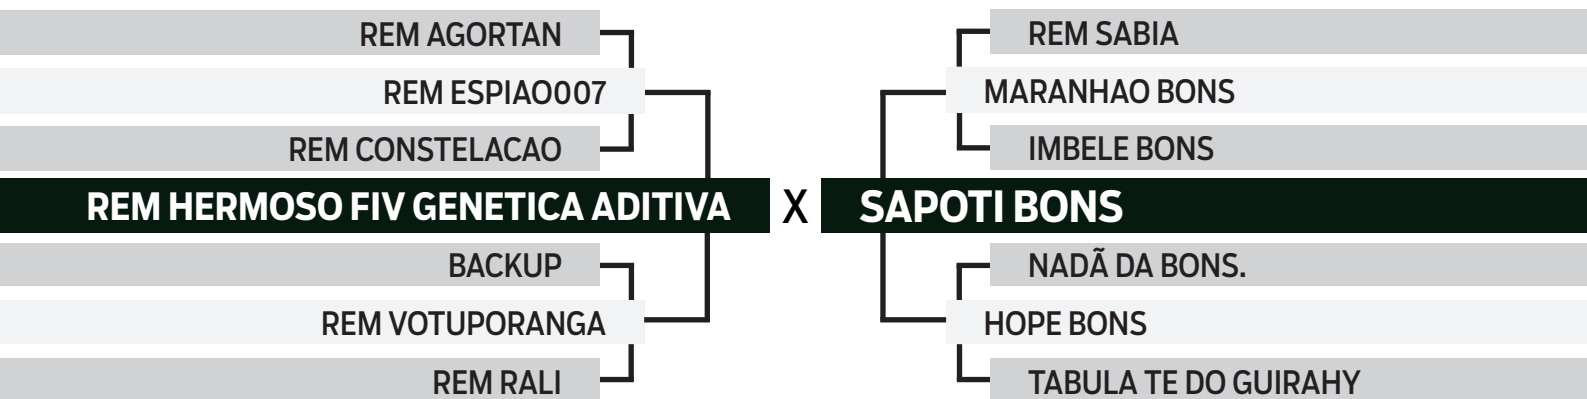 REM AGORTAN
REM ESPIAO007
REM CONSTELACAO
REM HERMOSO FIV GENETICA ADITIVA
BACKUP
REM VOTUPORANGA
REM RALI
X
REM SABIA
MARANHAO BONS
IMBELE BONS
SAPOTI BONS
NADÃ DA BONS.
HOPE BONS
TABULA TE DO GUIRAHY